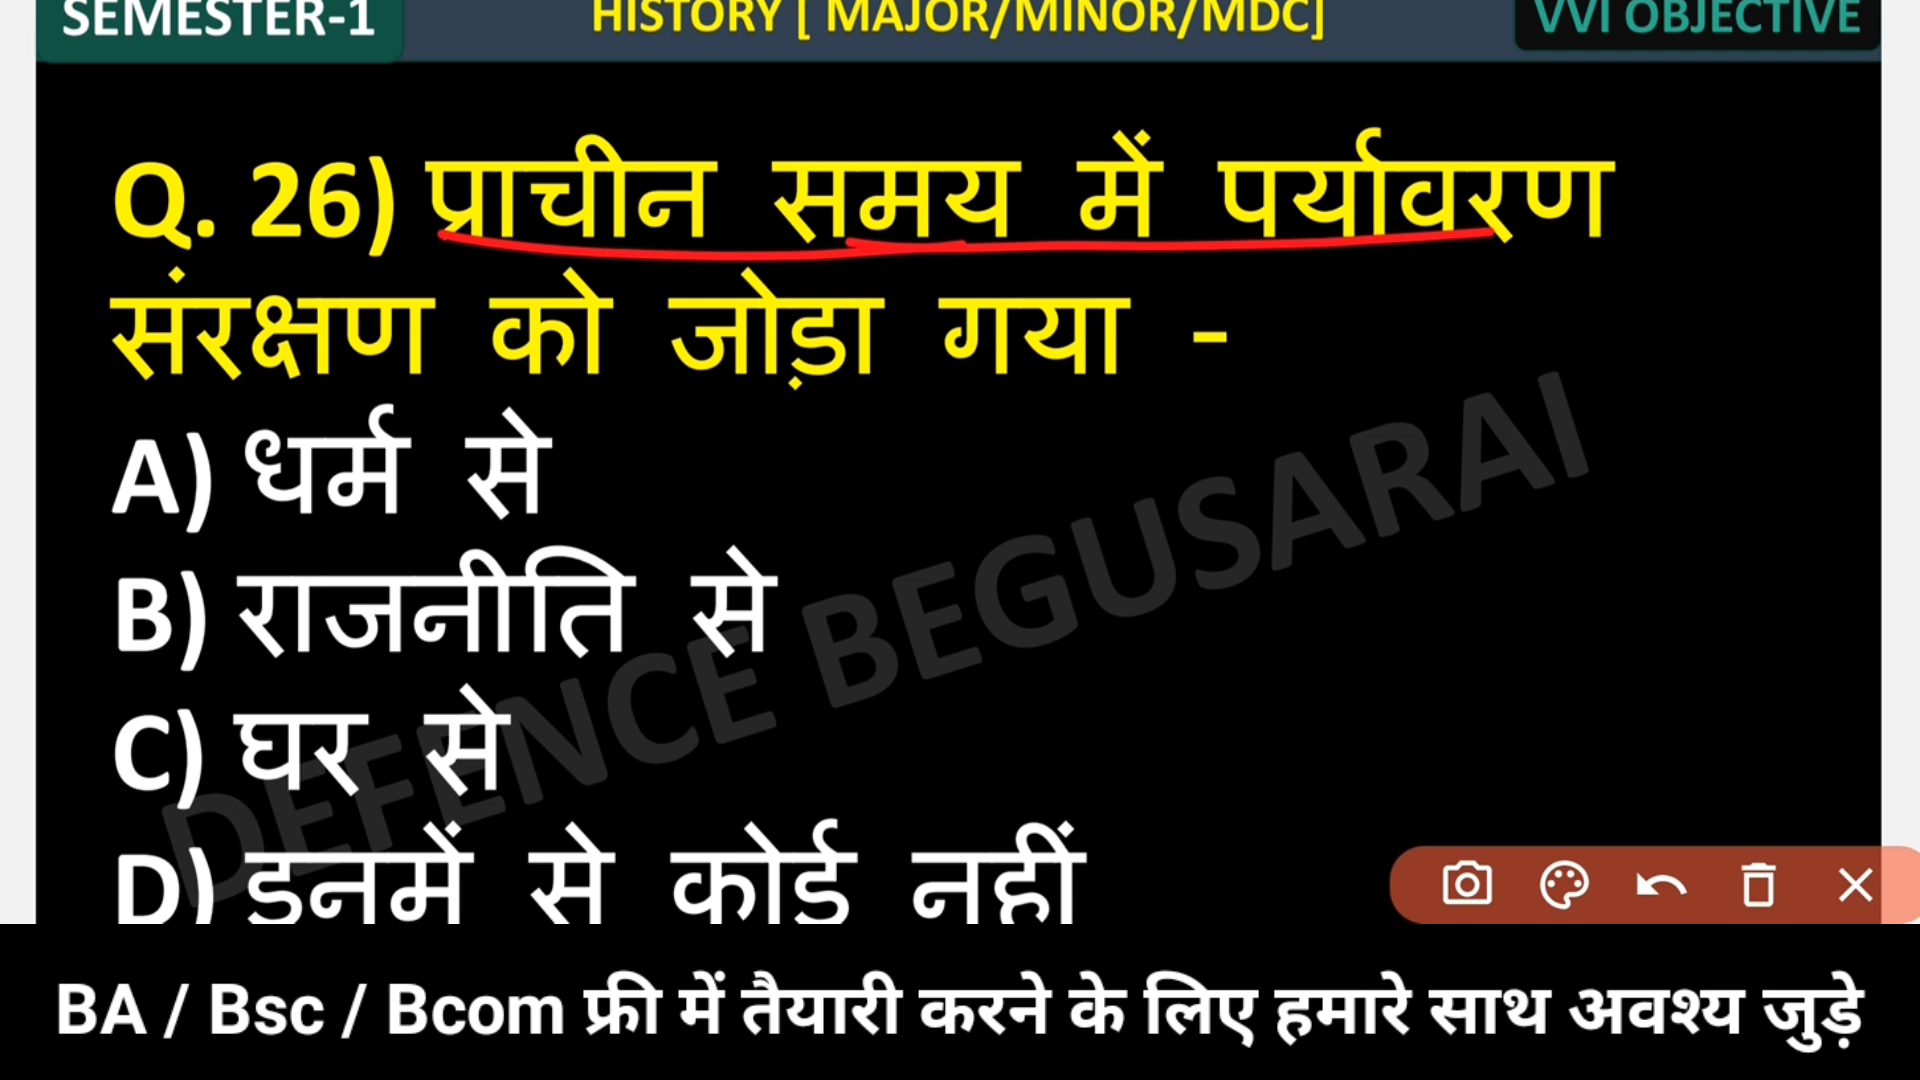 SEMESTER-1
HISTORY [ MAJOR/MINOR/MDC]
VVI OBJECTIVE
Q. 26) प्राचीन समय में पर्यावरण
संरक्षण को जोड़ा गया -
A) धर्म से
B) राजनीति से
C) घर से
D) इनमें से कोई नहीं
DEFENCE BEGUSARAI
BA / Bsc / Bcom फ्री में तैयारी करने के लिए हमारे साथ अवश्य जुड़े